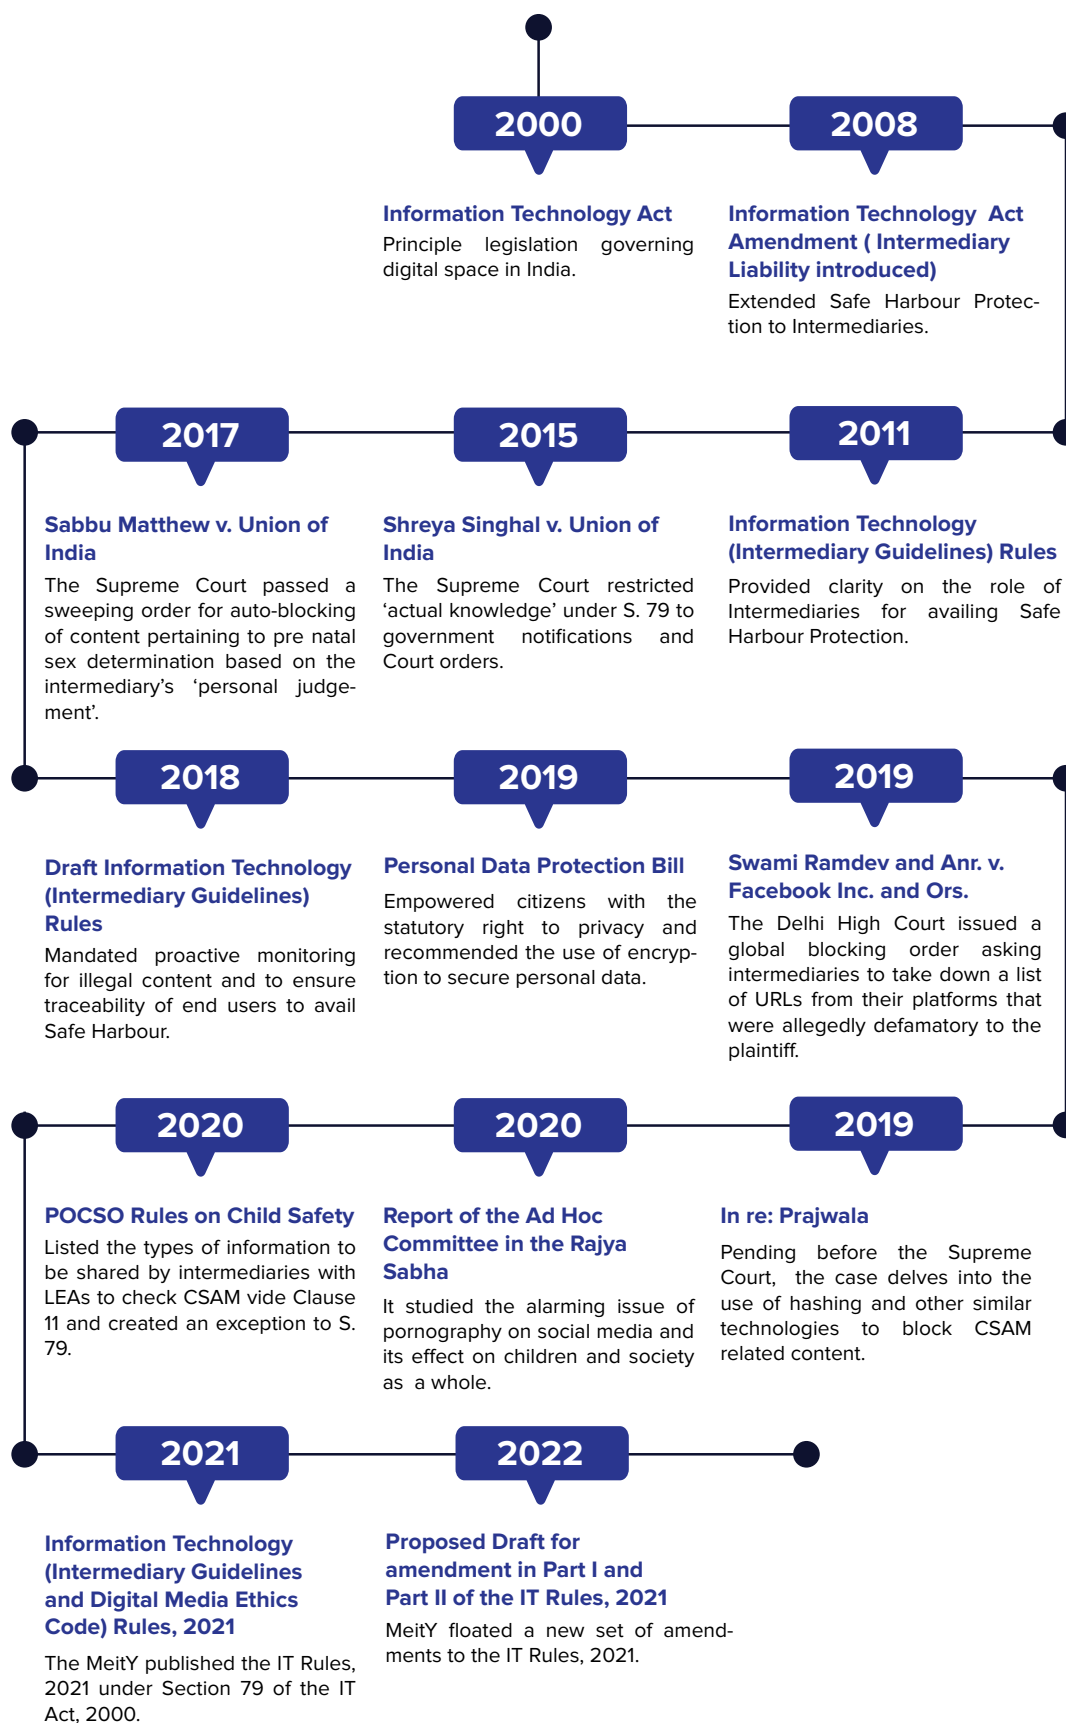 2000
Information Technology Act
Principle legislation governing
digital space in India.
2008
Information Technology Act
Amendment ( Intermediary
Liability introduced)
Extended Safe Harbour Protec-
tion to Intermediaries.
2011
Information Technology
(Intermediary Guidelines) Rules
Provided clarity on the role of
Intermediaries for availing Safe
Harbour Protection.
2015
Shreya Singhal v. Union of
India
The Supreme Court restricted
‘actual knowledge’ under S. 79 to
government notifications and
Court orders.
2017
Sabbu Matthew v. Union of
India
The Supreme Court passed a
sweeping order for auto-blocking
of content pertaining to pre natal
sex determination based on the
intermediary’s ‘personal judge-
ment’.
2018
Draft Information Technology
(Intermediary Guidelines)
Rules
Mandated proactive monitoring
for illegal content and to ensure
traceability of end users to avail
Safe Harbour.
2019
Personal Data Protection Bill
Empowered citizens with the
statutory right to privacy and
recommended the use of encryp-
tion to secure personal data.
2019
Swami Ramdev and Anr. v.
Facebook Inc. and Ors.
The Delhi High Court issued a
global blocking order asking
intermediaries to take down a list
of URLs from their platforms that
were allegedly defamatory to the
plaintiff.
2019
In re: Prajwala
Pending before the Supreme
Court, the case delves into the
use of hashing and other similar
technologies to block CSAM
related content.
2020
Report of the Ad Hoc
Committee in the Rajya
Sabha
It studied the alarming issue of
pornography on social media and
its effect on children and society
as a whole.
2020
POCSO Rules on Child Safety
Listed the types of information to
be shared by intermediaries with
LEAs to check CSAM vide Clause
11 and created an exception to S.
79.
2021
Information Technology
(Intermediary Guidelines
and Digital Media Ethics
Code) Rules, 2021
The MeitY published the IT Rules,
2021 under Section 79 of the IT
Act, 2000.
2022
Proposed Draft for
amendment in Part I and
Part II of the IT Rules, 2021
MeitY floated a new set of amend-
ments to the IT Rules, 2021.